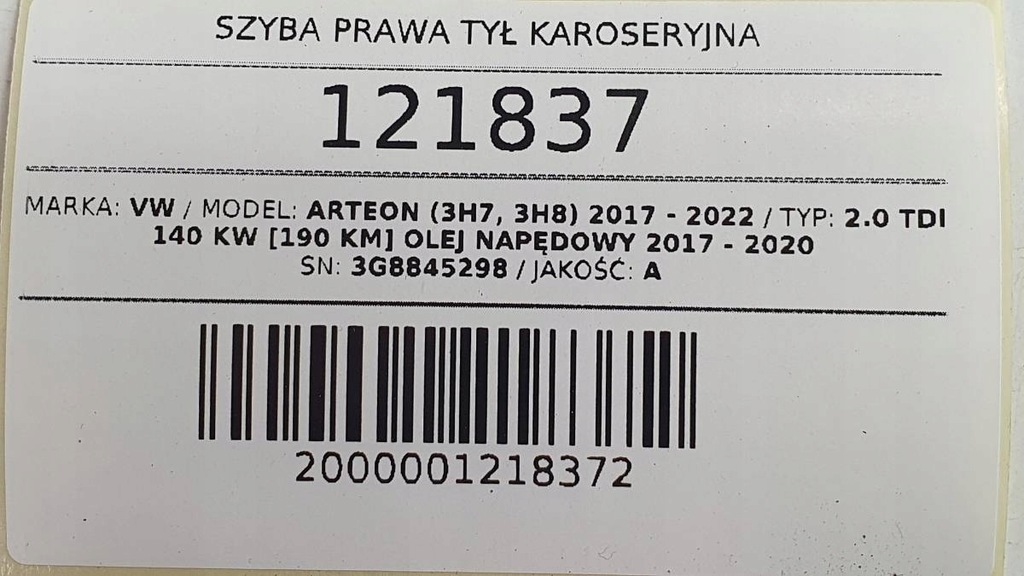 SZYBA PRAWA TYŁ KAROSERYJNA
121837
MARKA: VW / MODEL: ARTEON (3H7, 3H8) 2017 - 2022 / TYP: 2.0 TDI
140 KW [190 KM] OLEJ NAPĘDOWY 2017 - 2020
SN: 3G8845298 / JAKOŚĆ: A
2000001218372